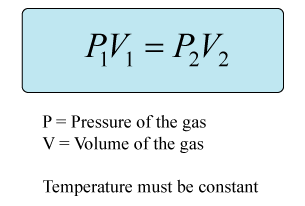 P₁V₁ = P₂V₂
P = Pressure of the gas
V = Volume of the gas
Temperature must be constant